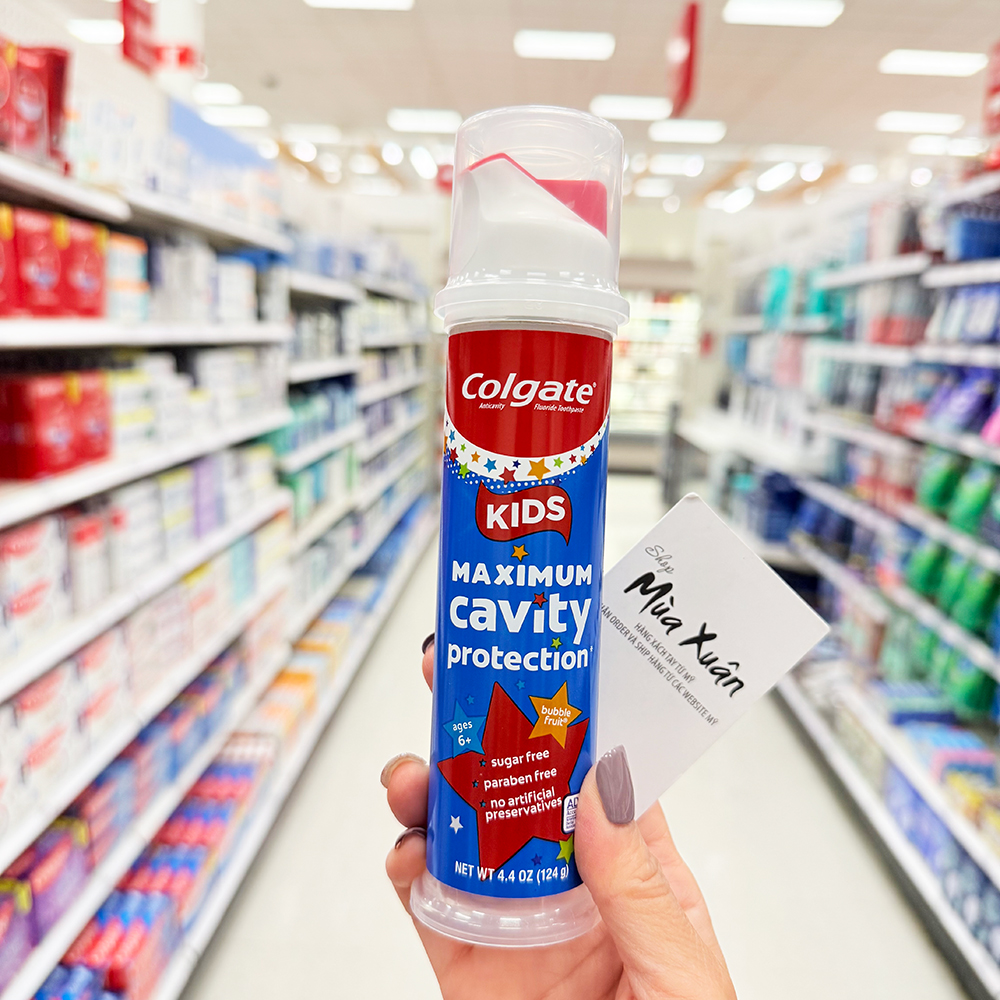 Colgate®
Anticavity Fluoride Toothpaste
KIDS
MAXIMUM
cavity
protection
ages
6+
bubble
fruit®
sugar free
paraben free
no artificial
preservatives
NET WT 4.4 OZ (124 g)
Shop
Mùa Xuân
HÀNG XÁCH TAY TỪ MỸ
ORDER VÀ SHIP HÀNG TỪ CÁC WEBSITE MỸ